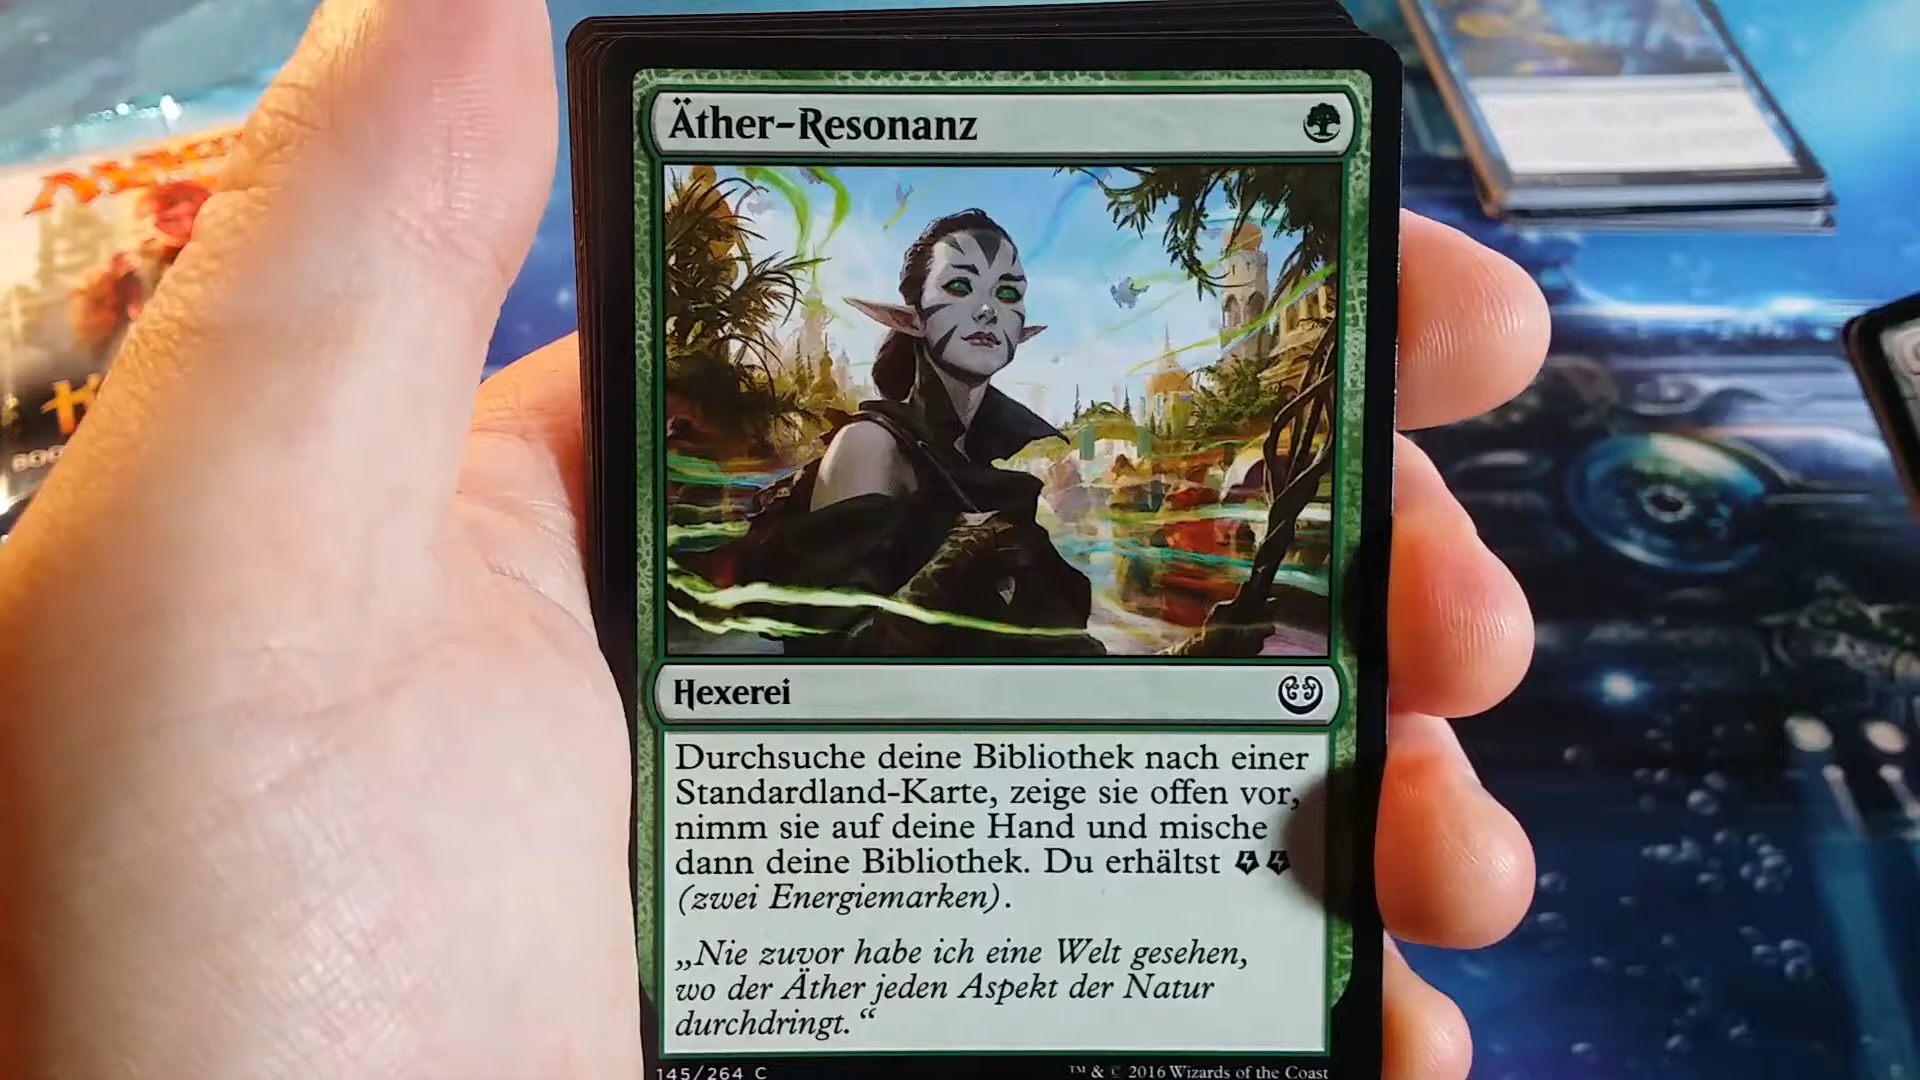 Äther-Resonanz
Hexerei
Durchsuche deine Bibliothek nach einer
Standardland-Karte, zeige sie offen vor,
nimm sie auf deine Hand und mische
dann deine Bibliothek. Du erhältst
(zwei Energiemarken).
„Nie zuvor habe ich eine Welt gesehen,
wo der Äther jeden Aspekt der Natur
durchdringt.“
145/264 C
™ & © 2016 Wizards of the Coast